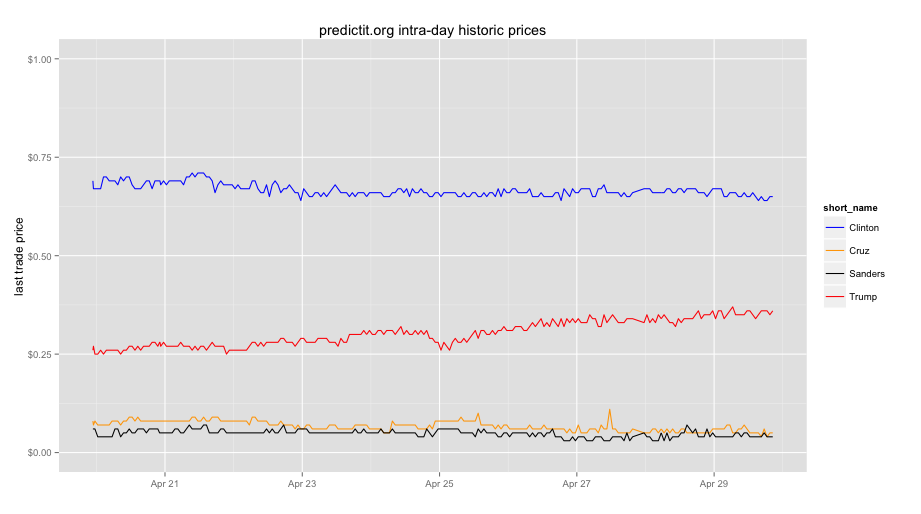 predictit.org intra-day historic prices
$1.00
$0.75
$0.50
$0.25
$0.00
last trade price
Apr 21
Apr 23
Apr 25
Apr 27
Apr 29
short_name
Clinton
Cruz
Sanders
Trump